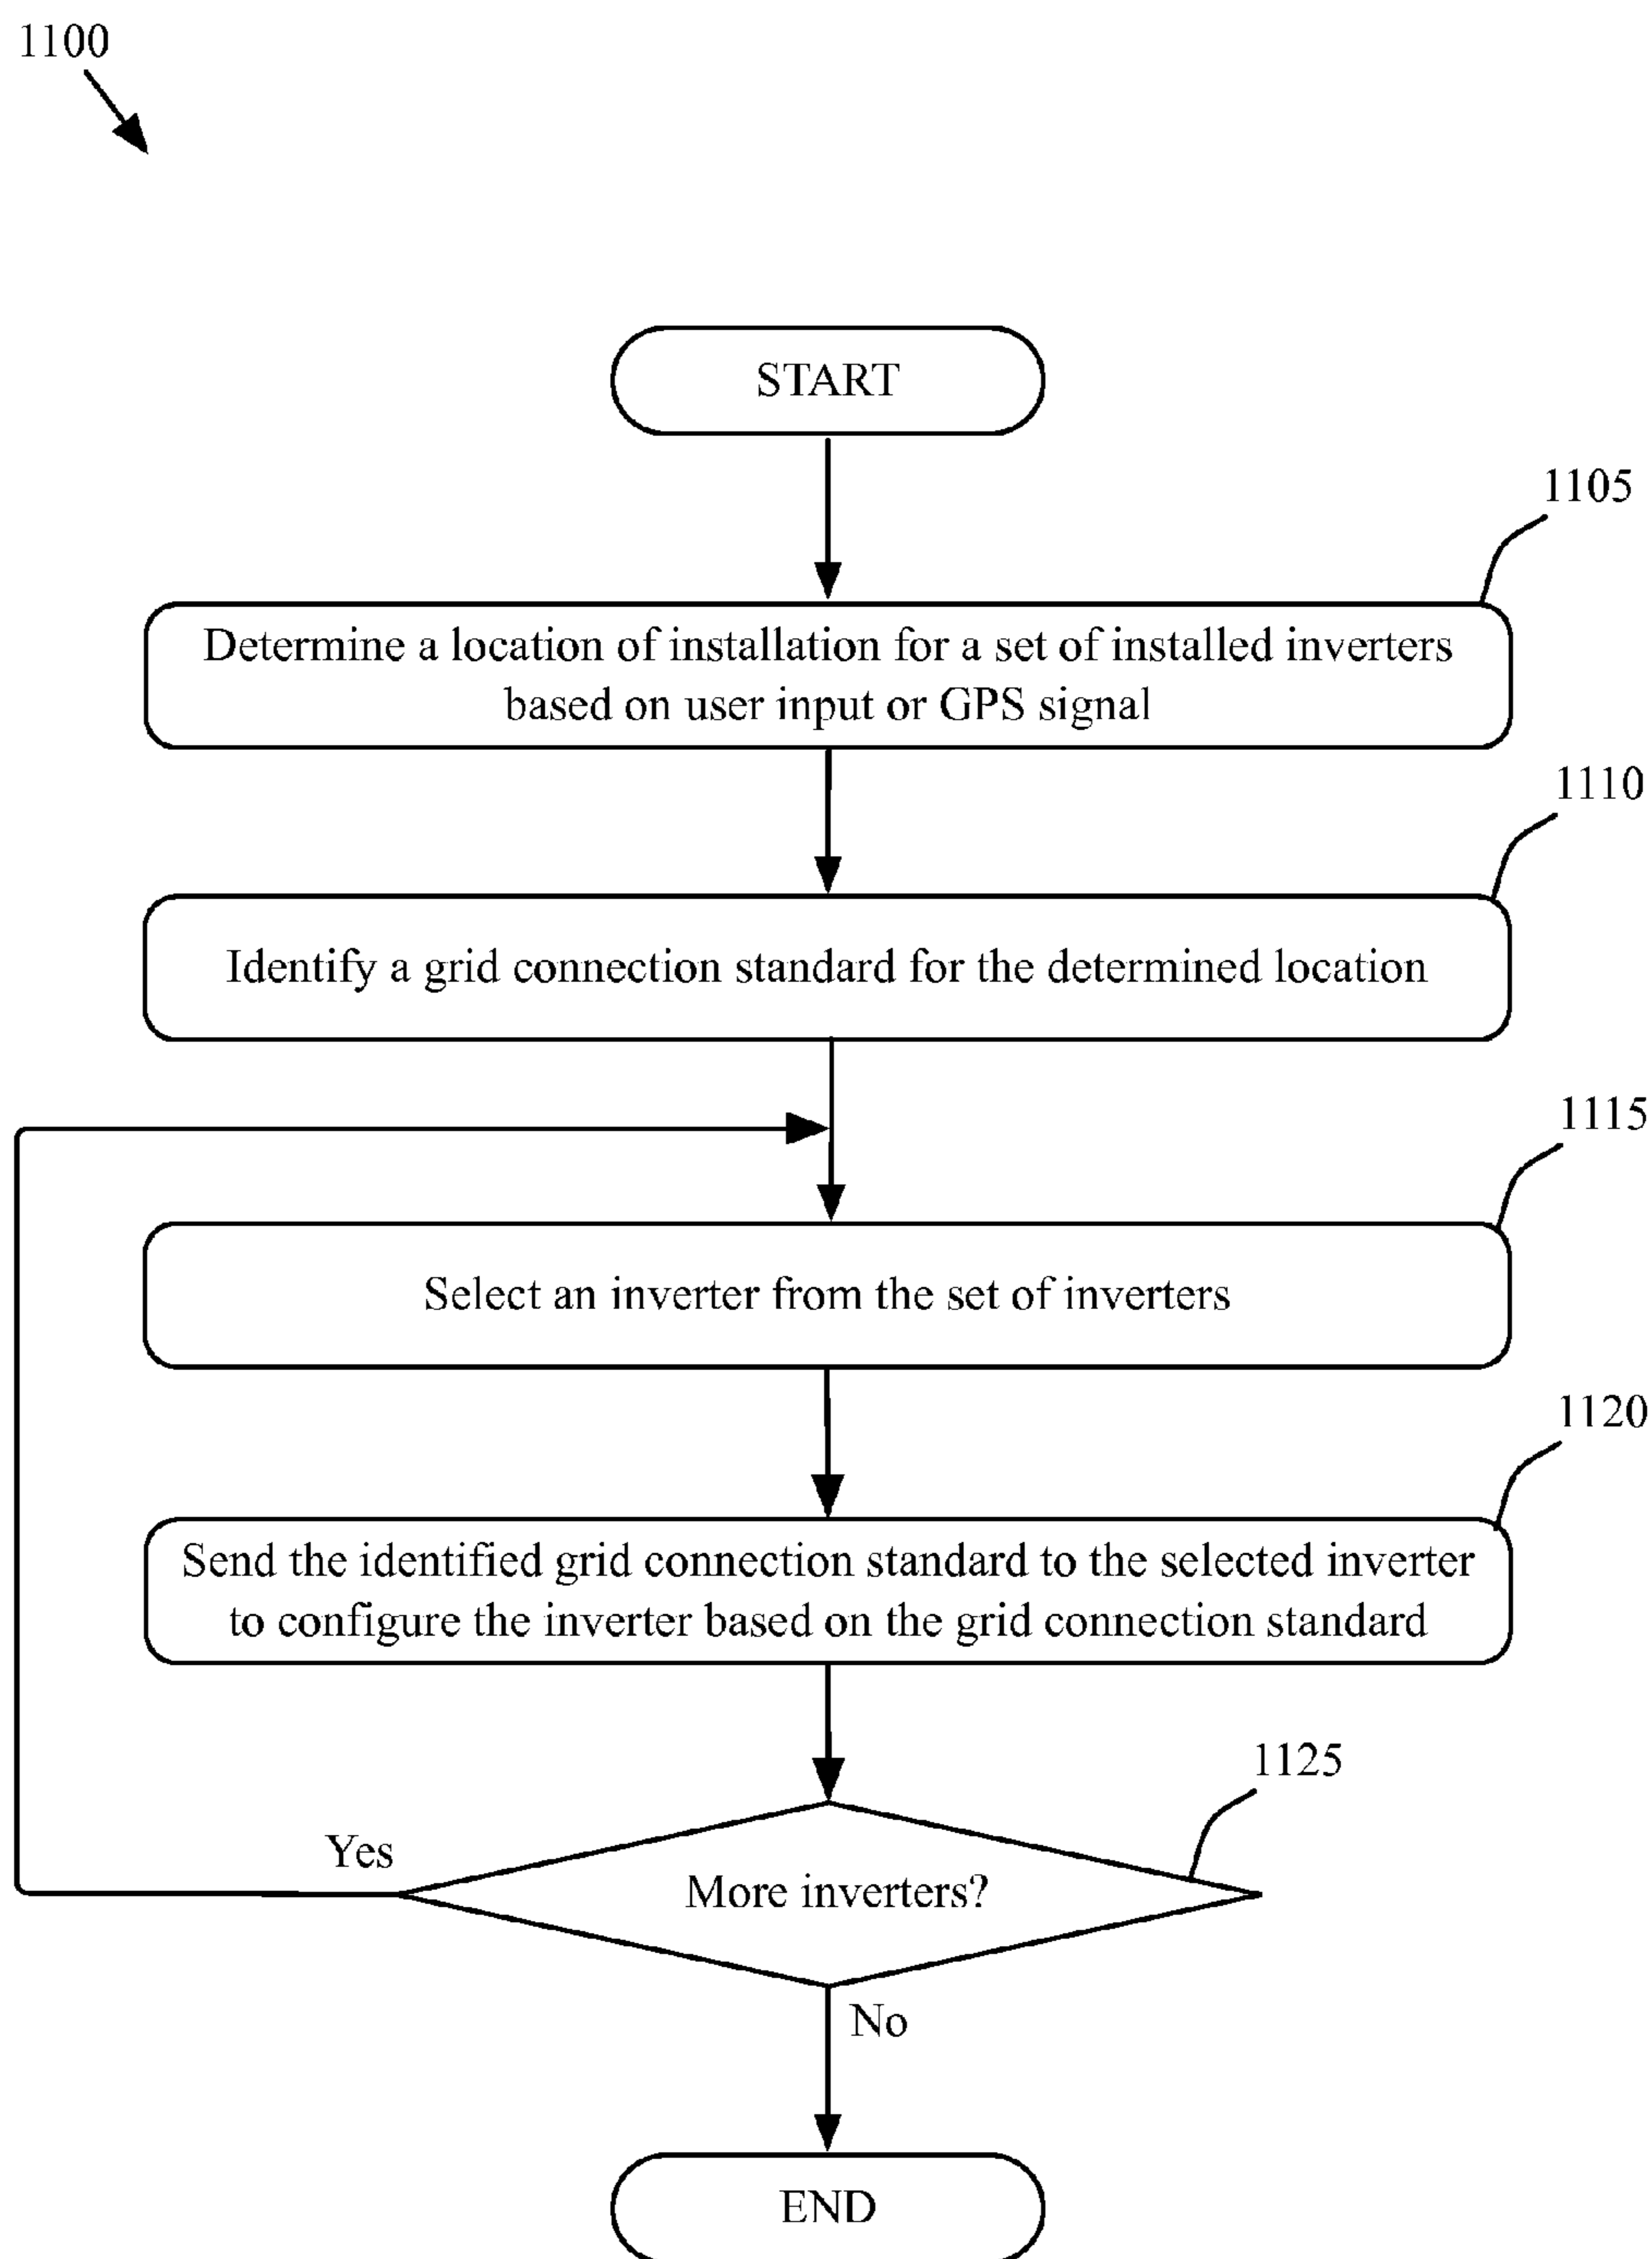 1100
START
1105
Determine a location of installation for a set of installed inverters
based on user input or GPS signal
1110
Identify a grid connection standard for the determined location
1115
Select an inverter from the set of inverters
1120
Send the identified grid connection standard to the selected inverter
to configure the inverter based on the grid connection standard
1125
Yes
More inverters?
No
END